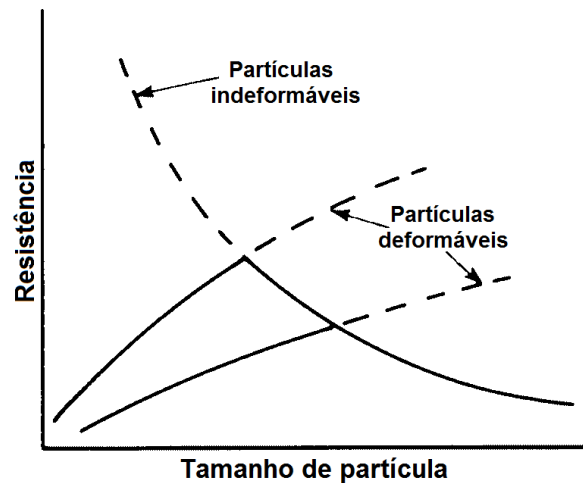 Partículas
indeformáveis
Partículas
deformáveis
Resistência
Tamanho de partícula